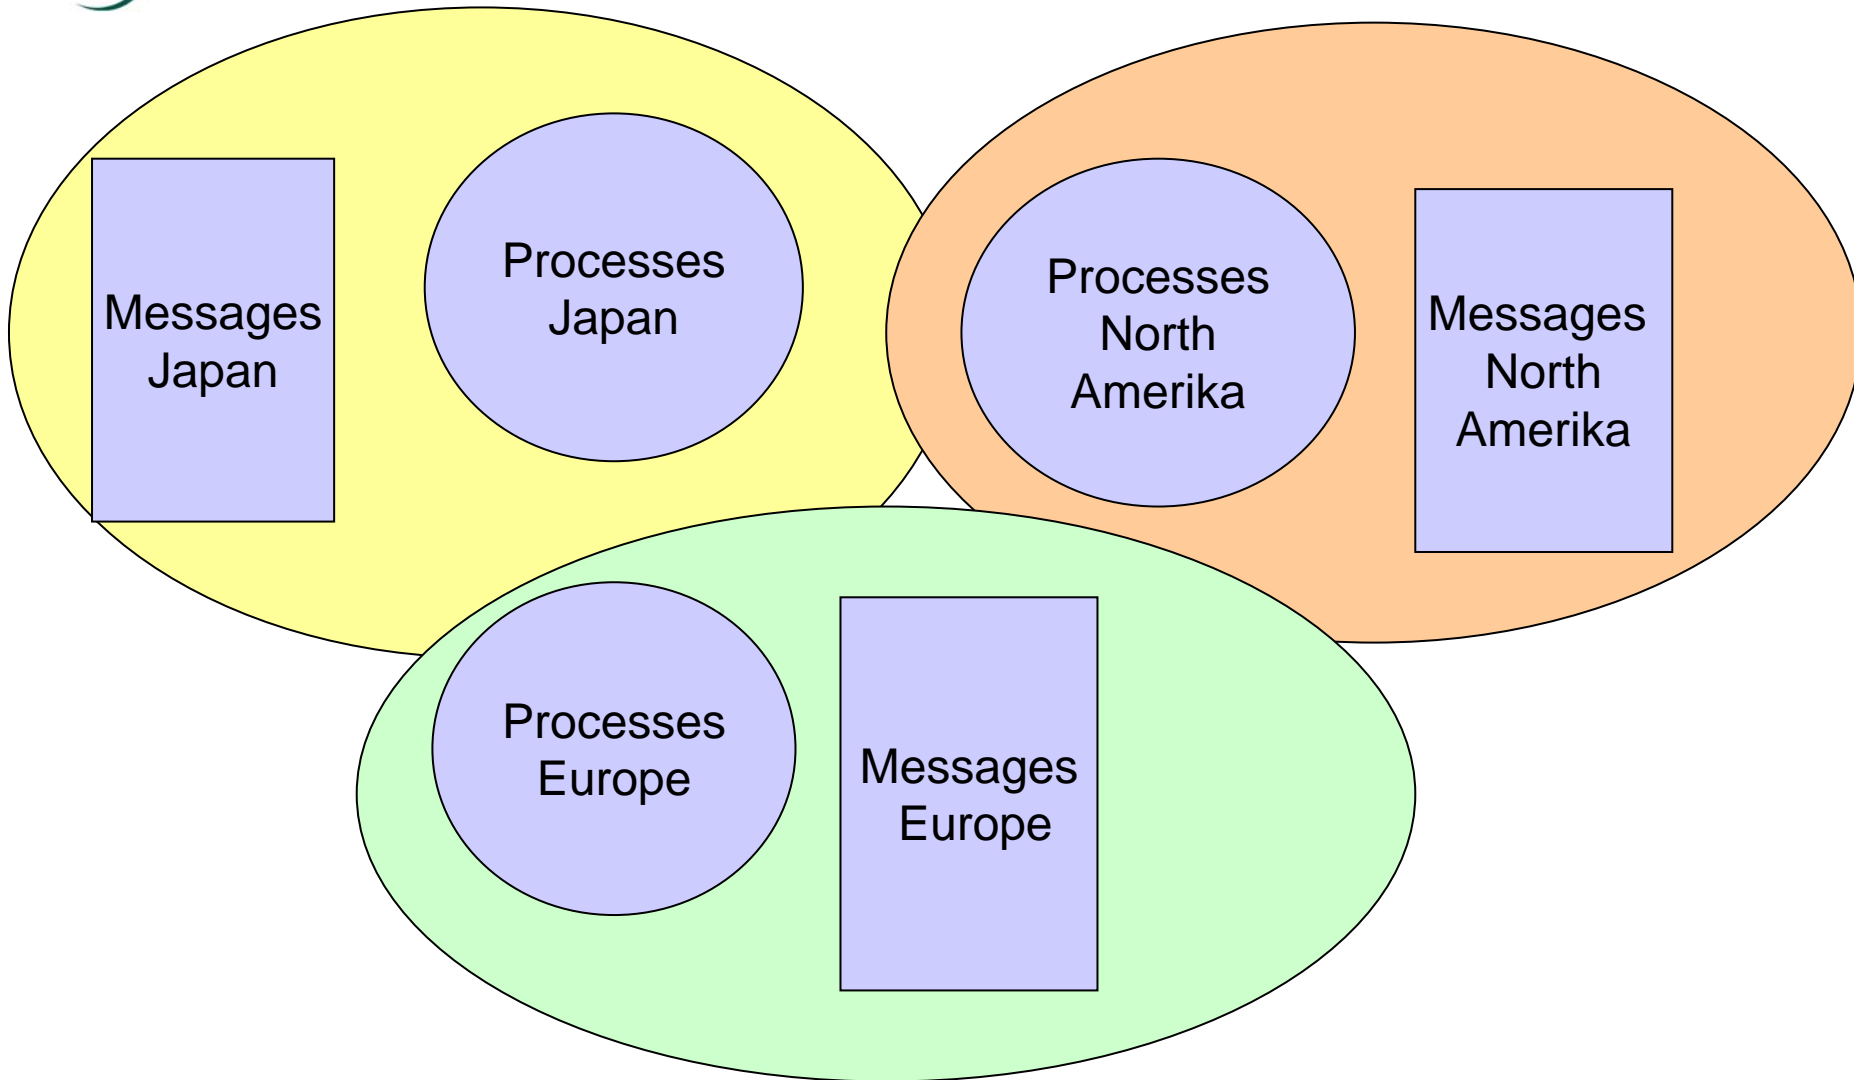 Messages
Japan
Processes
Japan
Processes
North
Amerika
Messages
North
Amerika
Processes
Europe
Messages
Europe